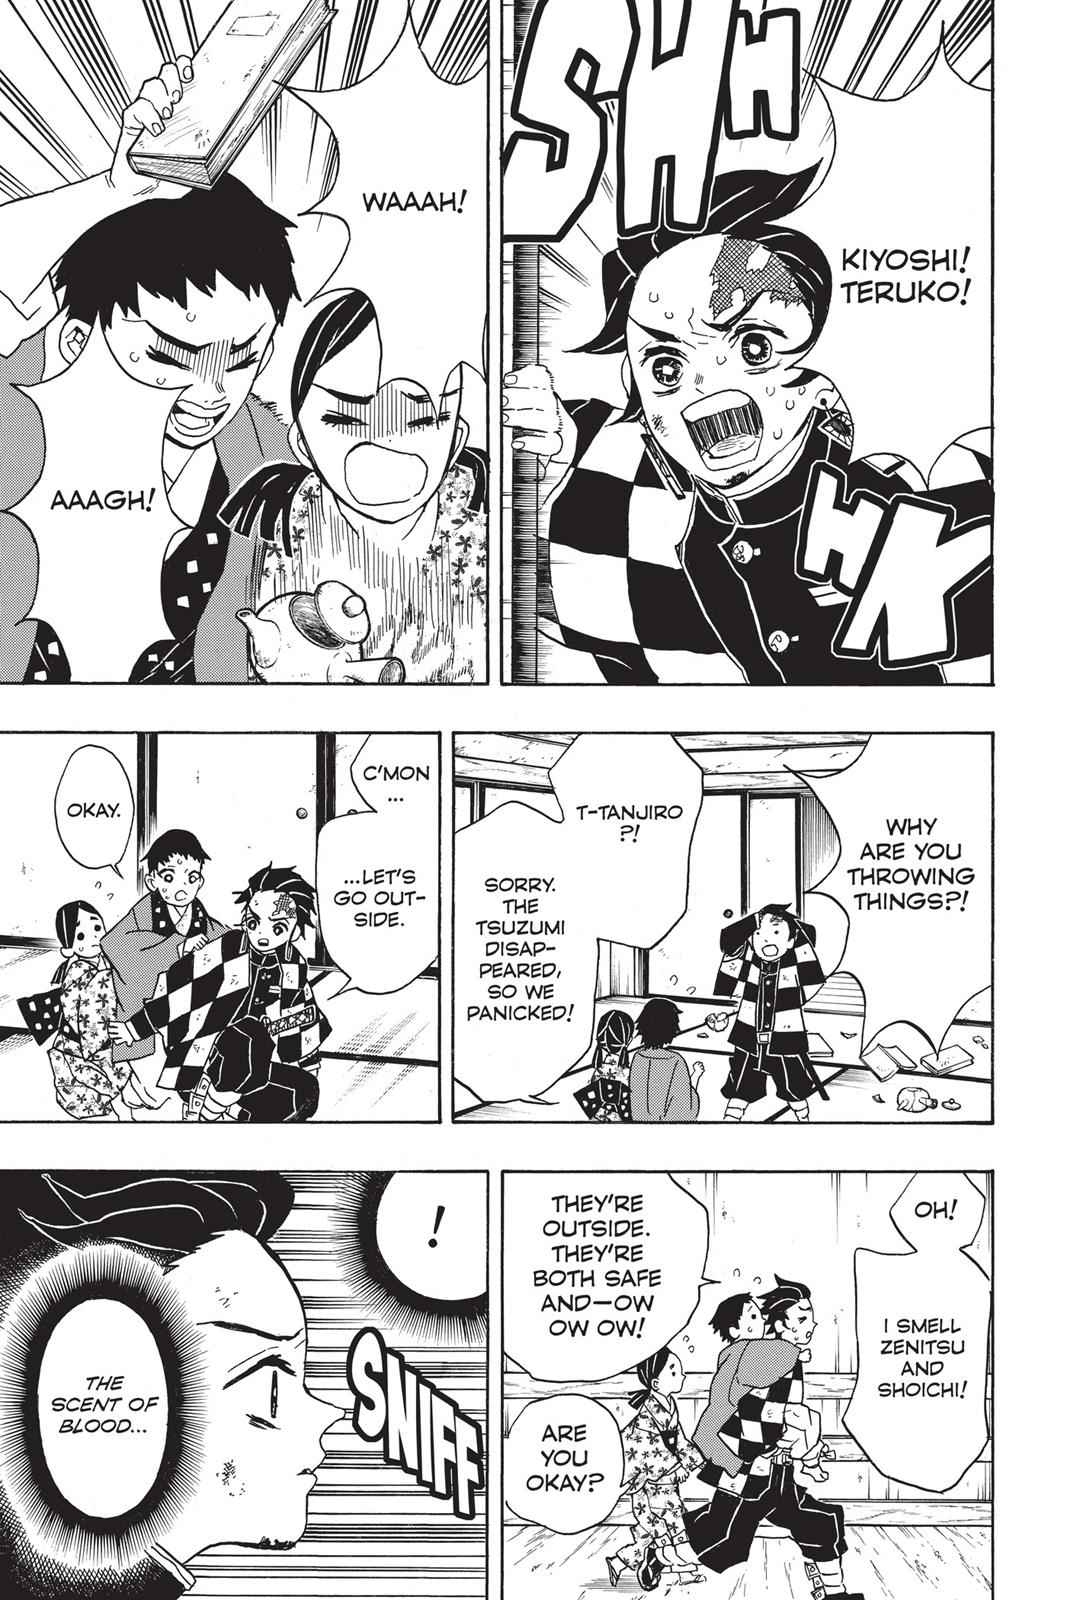 SHHHK
KIYOSHI!
TERUKO!
WAAAH!
AAAGH!
WHY
ARE YOU
THROWING
THINGS?!
T-TANJIRO
?!
SORRY.
THE
TSUZUMI
DISAP-
PEARED,
SO WE
PANICKED!
C'MON
...
...LET'S
GO OUT-
SIDE.
OKAY.
OH!
I SMELL
ZENITSU
AND
SHOICHI!
THEY'RE
OUTSIDE.
THEY'RE
BOTH SAFE
AND—OW
OW OW!
ARE
YOU
OKAY?
!
SNIFF
THE
SCENT OF
BLOOD...